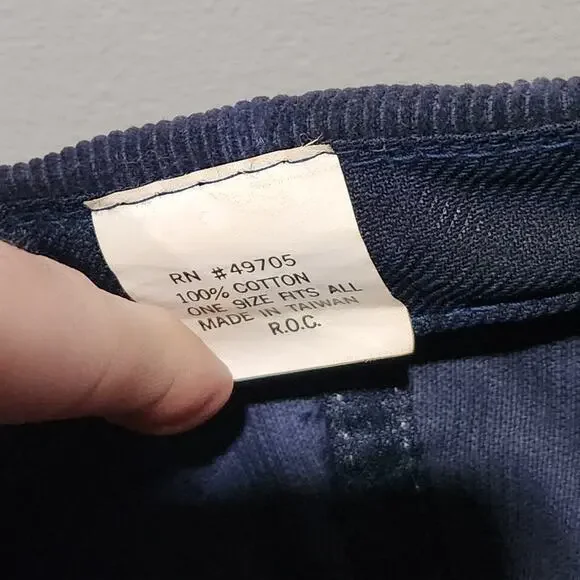 RN #49705
100% COTTON
ONE SIZE FITS ALL
MADE IN TAIWAN
R.O.C.